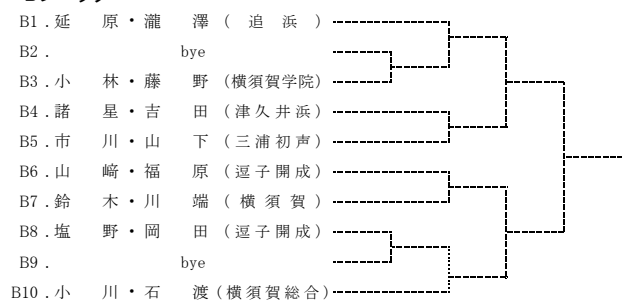 B1．延　原・瀧　澤（　追　浜　）
B2．　bye
B3．小　林・藤　野（横須賀学院）
B4．諸　星・吉　田（津久井浜）
B5．市　川・山　下（三浦初声）
B6．山　﨑・福　原（逗子開成）
B7．鈴　木・川　端（横須賀）
B8．塩　野・岡　田（逗子開成）
B9．　bye
B10．小　川・石　渡（横須賀総合）